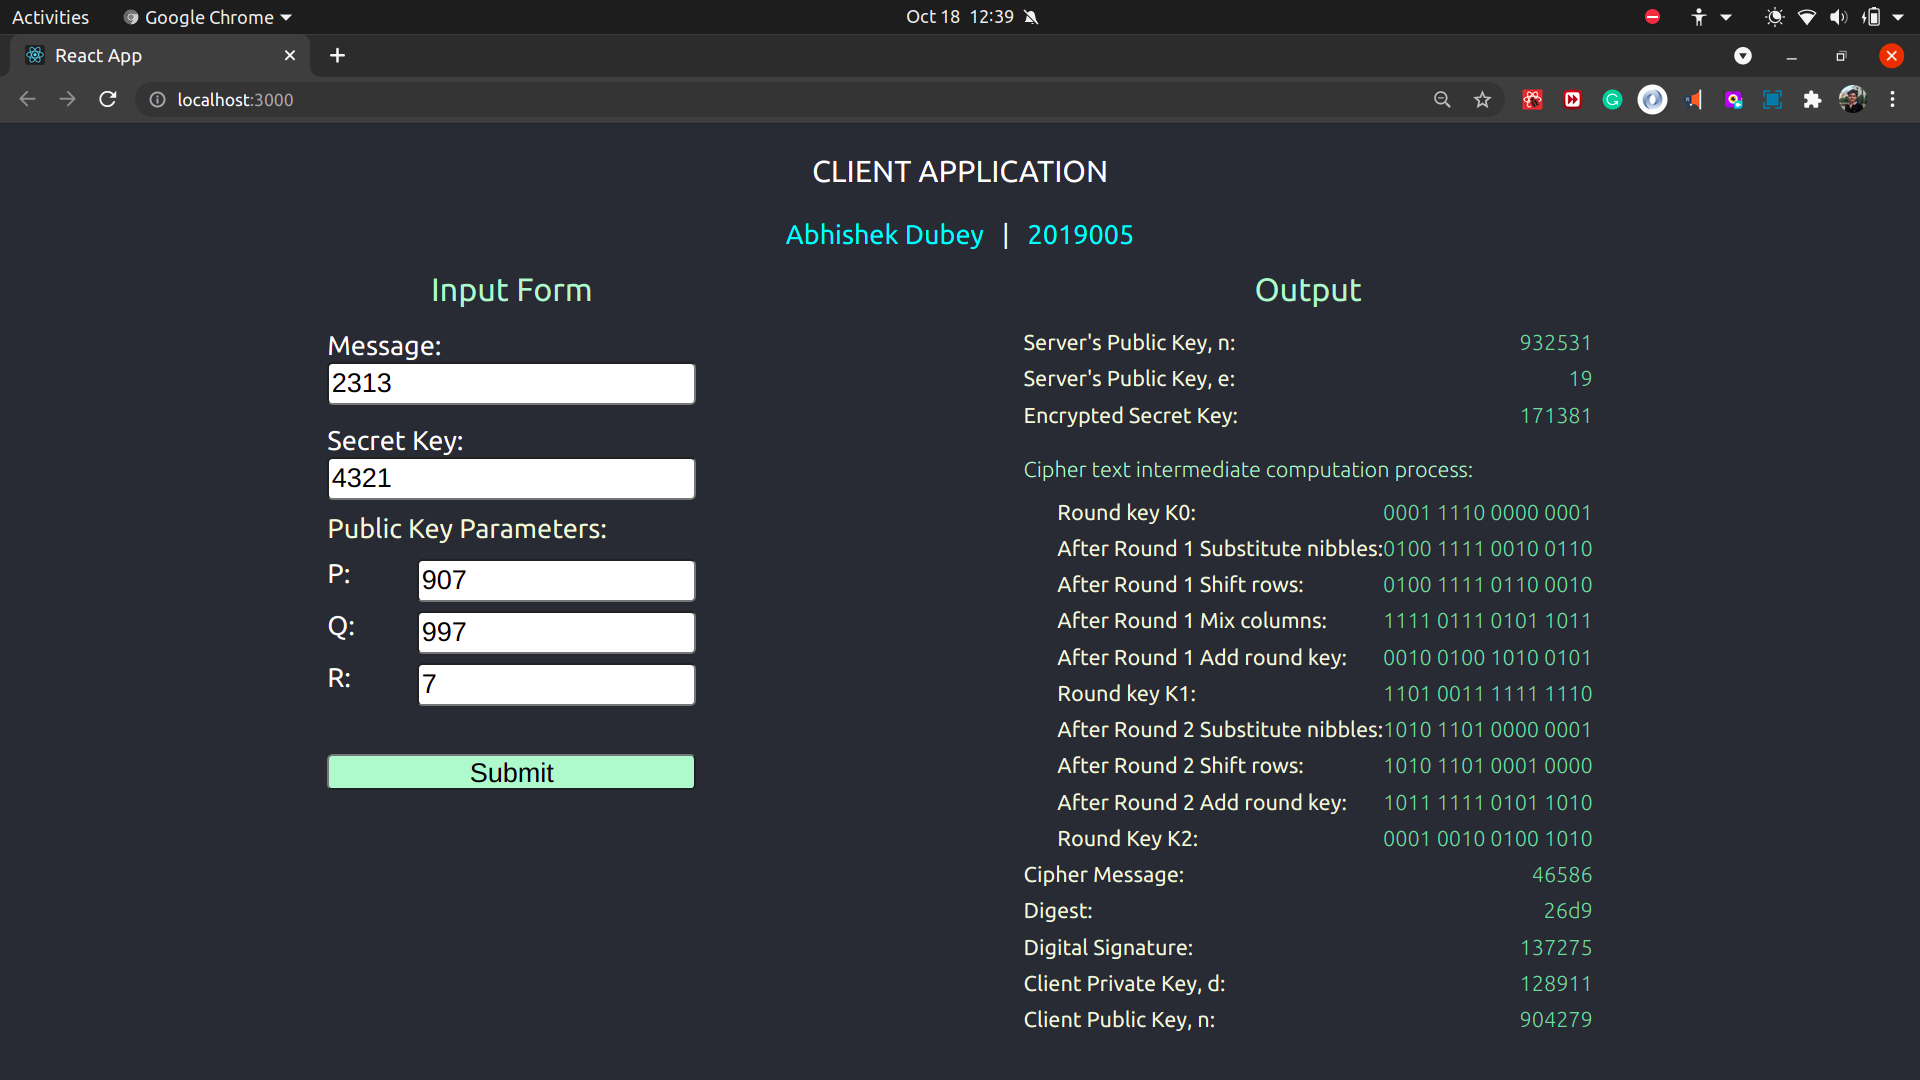 Activities Google Chrome Oct 18 12:39
React App
localhost:3000
CLIENT APPLICATION
Abhishek Dubey | 2019005
Input Form
Message:
2313
Secret Key:
4321
Public Key Parameters:
P: 907
Q: 997
R: 7
Submit
Output
Server's Public Key, n: 932531
Server's Public Key, e: 19
Encrypted Secret Key: 171381
Cipher text intermediate computation process:
Round key K0: 0001 1110 0000 0001
After Round 1 Substitute nibbles: 0100 1111 0010 0110
After Round 1 Shift rows: 0100 1111 0110 0010
After Round 1 Mix columns: 1111 0111 0101 1011
After Round 1 Add round key: 0010 0100 1010 0101
Round key K1: 1101 0011 1111 1110
After Round 2 Substitute nibbles: 1010 1101 0000 0001
After Round 2 Shift rows: 1010 1101 0001 0000
After Round 2 Add round key: 1011 1111 0101 1010
Round Key K2: 0001 0010 0100 1010
Cipher Message: 46586
Digest: 26d9
Digital Signature: 137275
Client Private Key, d: 128911
Client Public Key, n: 904279